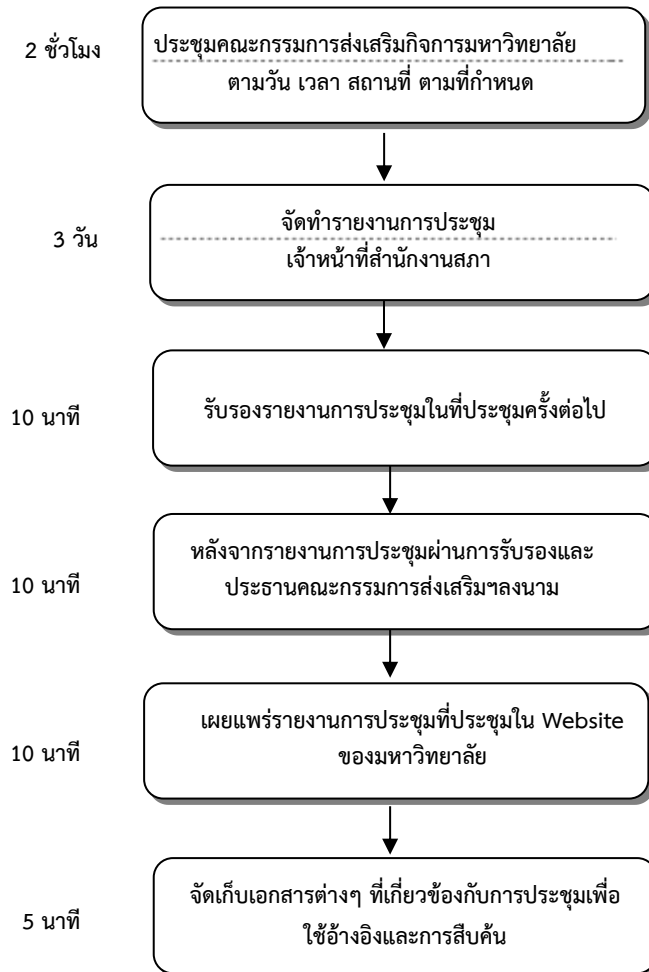 2 ชั่วโมง
ประชุมคณะกรรมการส่งเสริมกิจการมหาวิทยาลัย
ตามวัน เวลา สถานที่ ตามที่กำหนด
3 วัน
จัดทำรายงานการประชุม
เจ้าหน้าที่สำนักงานสภา
10 นาที
รับรองรายงานการประชุมในที่ประชุมครั้งต่อไป
10 นาที
หลังจากรายงานการประชุมผ่านการรับรองและ
ประธานคณะกรรมการส่งเสริมฯลงนาม
10 นาที
เผยแพร่รายงานการประชุมที่ประชุมใน Website
ของมหาวิทยาลัย
5 นาที
จัดเก็บเอกสารต่างๆ ที่เกี่ยวข้องกับการประชุมเพื่อ
ใช้อ้างอิงและการสืบค้น